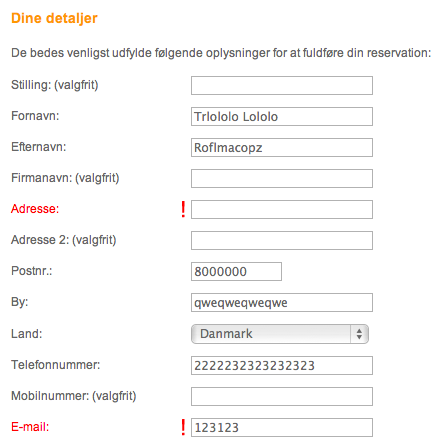 Dine detaljer
De bedes venligst udfylde følgende oplysninger for at fuldføre din reservation:
Stilling: (valgfrit)
Fornavn: Trlololo Lololo
Efternavn: Roflmacopz
Firmanavn: (valgfrit)
Adresse: !
Adresse 2: (valgfrit)
Postnr.: 8000000
By: qweqweqweqwe
Land: Danmark
Telefonnummer: 2222232323232323
Mobilnummer: (valgfrit)
E-mail: ! 123123